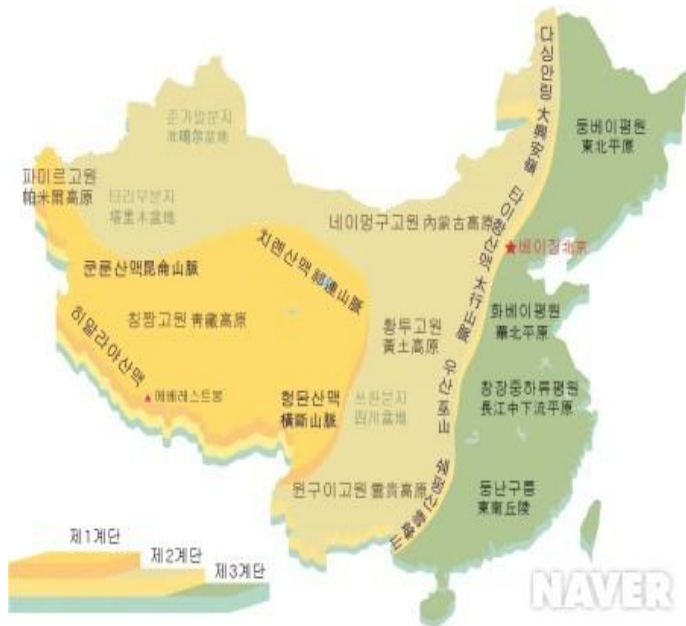 다싱안링 大興安嶺
준가얼분지
准噶尔盆地
둥베이평원
東北平原
파미르고원
帕米爾高原
타리무분지
塔里木盆地
네이멍구고원 內蒙古高原
타이항산맥 太行山脈
★베이징北京
치롄산맥 祁連山脈
쿤룬산맥昆侖山脈
칭짱고원 靑藏高原
황투고원
黃土高原
화베이평원
華北平原
히말라야산맥
에베레스트봉
헝돤산맥
橫斷山脈
쓰촨분지
四川盆地
우산 巫山
창장중하류평원
長江中下流平原
윈구이고원 雲貴高原
둥난구릉
東南丘陵
제1계단
제2계단
제3계단
NAVER